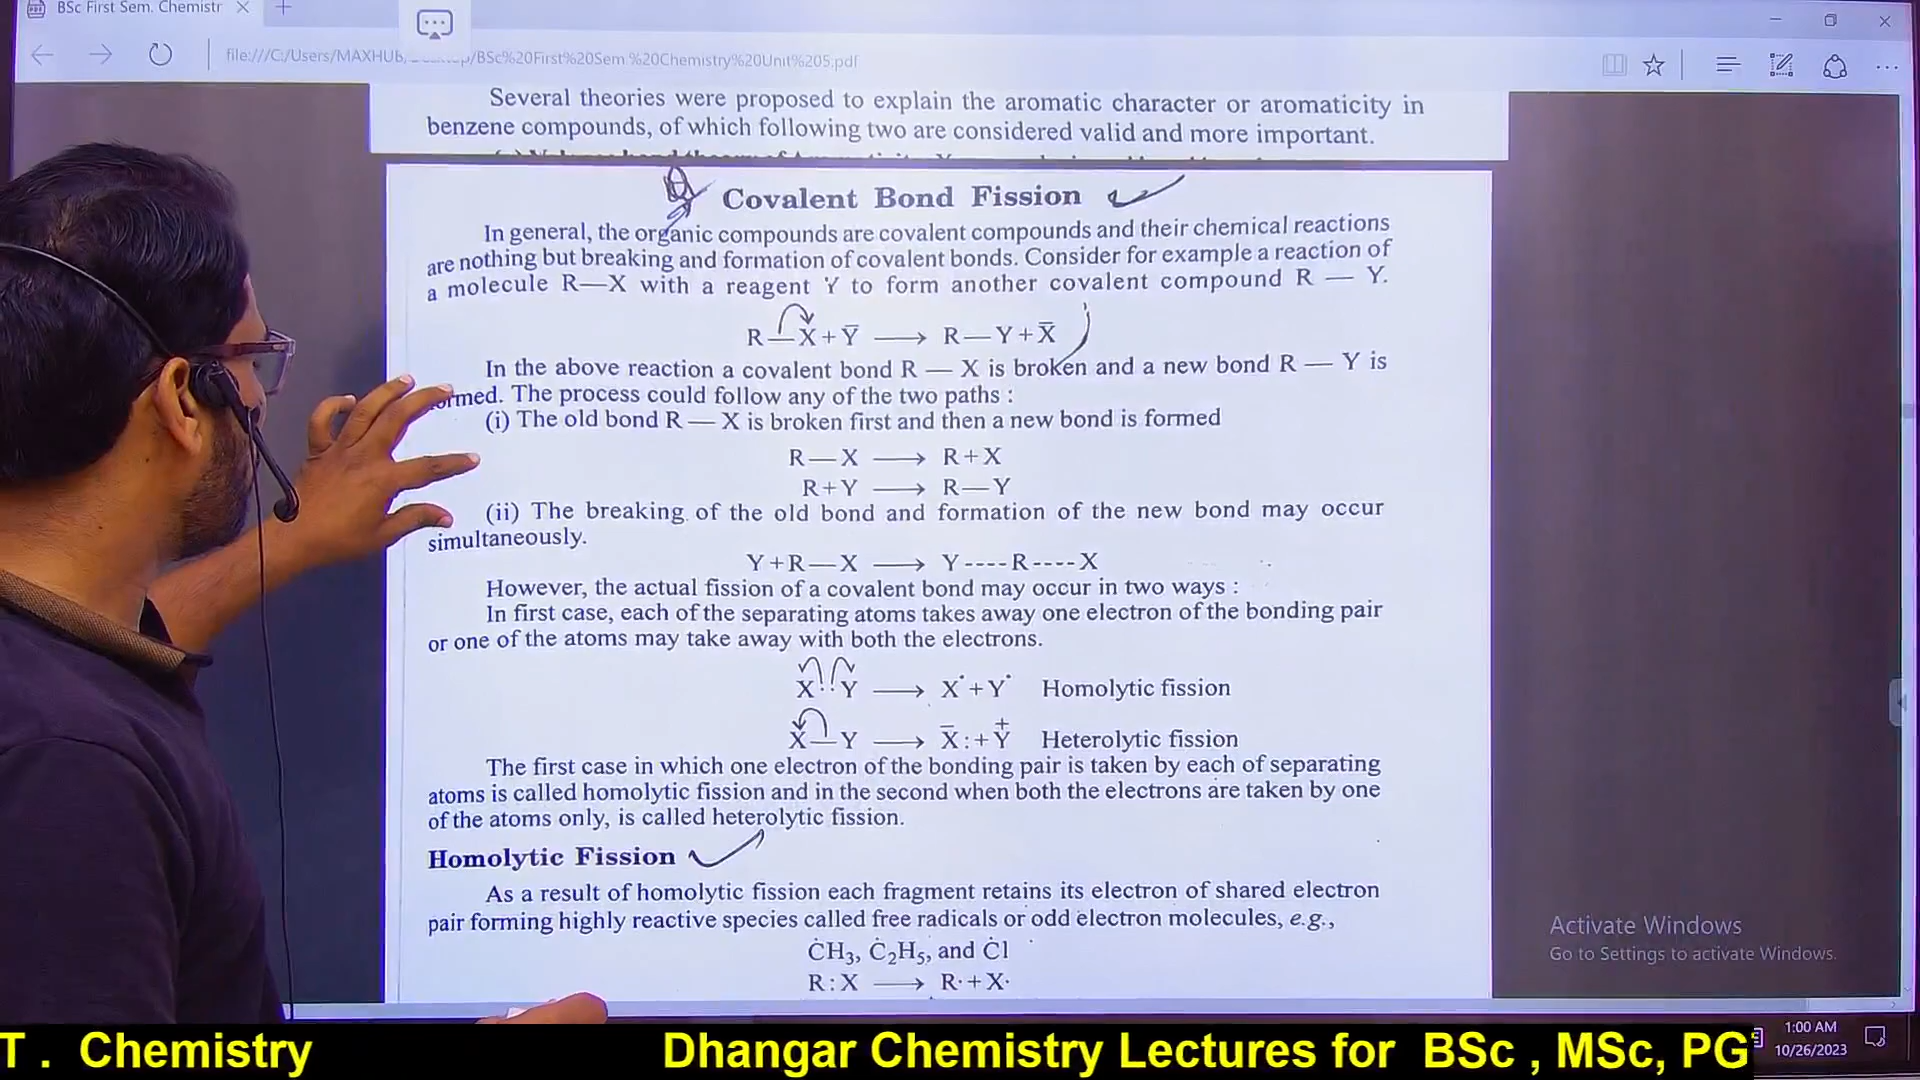 BSc First Sem. Chemistr
file:///C:/Users/MAXHUB/ /BSc%20First%20Sem.%20Chemistry%20Unit%205.pdf
Several theories were proposed to explain the aromatic character or aromaticity in
benzene compounds, of which following two are considered valid and more important.
Covalent Bond Fission
In general, the organic compounds are covalent compounds and their chemical reactions
are nothing but breaking and formation of covalent bonds. Consider for example a reaction of
a molecule R—X with a reagent Y to form another covalent compound R — Y.
R—X + Y̅ ⟶ R—Y + X̅
In the above reaction a covalent bond R — X is broken and a new bond R — Y is
ormed. The process could follow any of the two paths :
(i) The old bond R — X is broken first and then a new bond is formed
R—X ⟶ R+X
R+Y ⟶ R—Y
(ii) The breaking of the old bond and formation of the new bond may occur
simultaneously.
Y+R—X ⟶ Y----R----X
However, the actual fission of a covalent bond may occur in two ways :
In first case, each of the separating atoms takes away one electron of the bonding pair
or one of the atoms may take away with both the electrons.
X : Y ⟶ X˙ + Y˙ Homolytic fission
X—Y ⟶ X̅: + Y⁺ Heterolytic fission
The first case in which one electron of the bonding pair is taken by each of separating
atoms is called homolytic fission and in the second when both the electrons are taken by one
of the atoms only, is called heterolytic fission.
Homolytic Fission
As a result of homolytic fission each fragment retains its electron of shared electron
pair forming highly reactive species called free radicals or odd electron molecules, e.g.,
ĊH₃, Ċ₂H₅, and Ċl
R : X ⟶ R· + X·
Activate Windows
Go to Settings to activate Windows.
1:00 AM
10/26/2023
T . Chemistry Dhangar Chemistry Lectures for BSc , MSc, PG